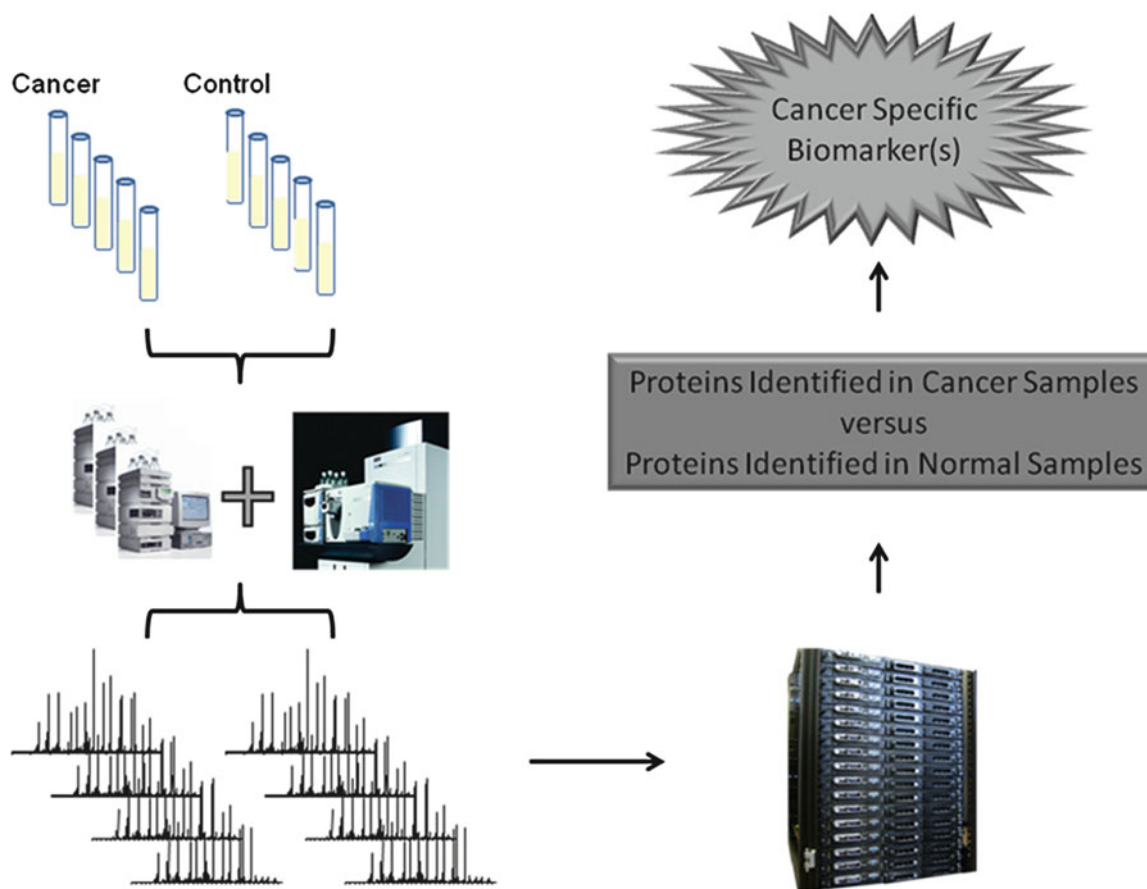 Cancer
Control
Cancer Specific
Biomarker(s)
Proteins Identified in Cancer Samples
versus
Proteins Identified in Normal Samples